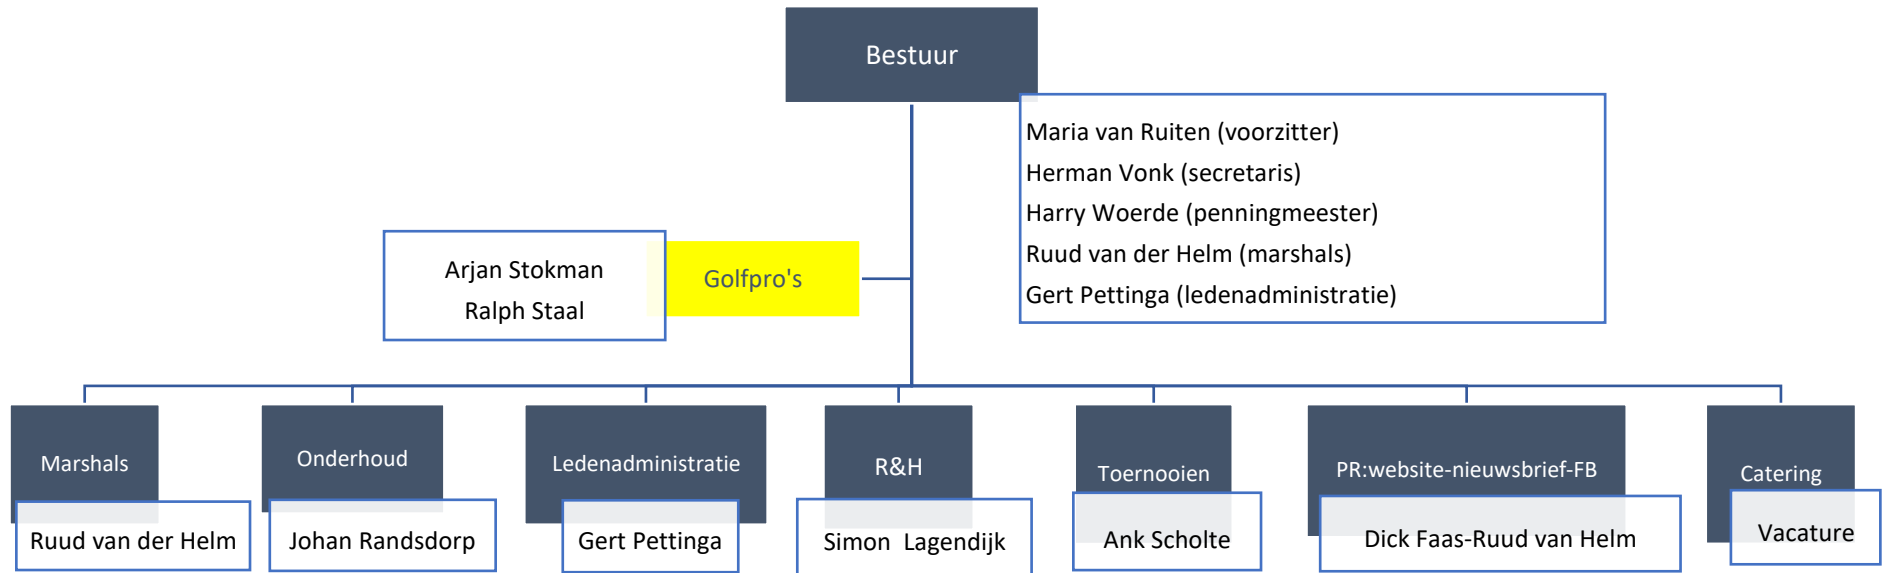 Bestuur
Maria van Ruiten (voorzitter)
Herman Vonk (secretaris)
Harry Woerde (penningmeester)
Ruud van der Helm (marshals)
Gert Pettinga (ledenadministratie)
Arjan Stokman
Ralph Staal
Golfpro's
Marshals
Ruud van der Helm
Onderhoud
Johan Randsdorp
Ledenadministratie
Gert Pettinga
R&H
Simon Lagendijk
Toernooien
Ank Scholte
PR:website-nieuwsbrief-FB
Dick Faas-Ruud van Helm
Catering
Vacature